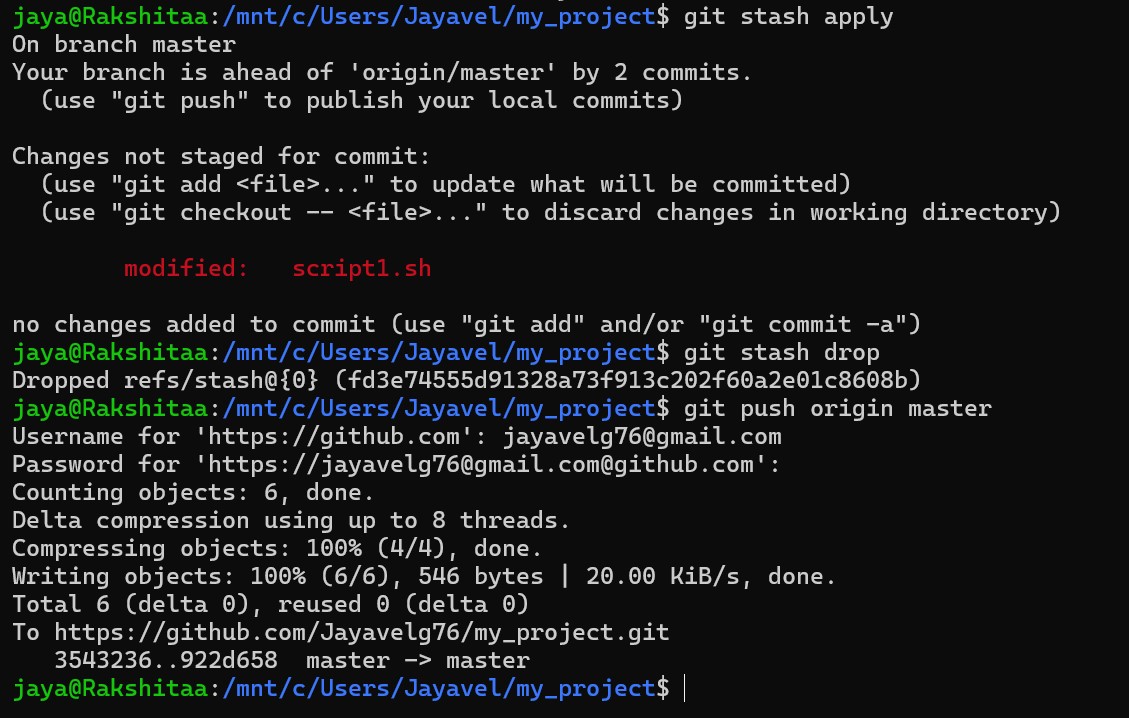 jaya@Rakshitaa:/mnt/c/Users/Jayavel/my_project$ git stash apply
On branch master
Your branch is ahead of 'origin/master' by 2 commits.
  (use "git push" to publish your local commits)

Changes not staged for commit:
  (use "git add <file>..." to update what will be committed)
  (use "git checkout -- <file>..." to discard changes in working directory)

        modified:   script1.sh

no changes added to commit (use "git add" and/or "git commit -a")
jaya@Rakshitaa:/mnt/c/Users/Jayavel/my_project$ git stash drop
Dropped refs/stash@{0} (fd3e74555d91328a73f913c202f60a2e01c8608b)
jaya@Rakshitaa:/mnt/c/Users/Jayavel/my_project$ git push origin master
Username for 'https://github.com': jayavelg76@gmail.com
Password for 'https://jayavelg76@gmail.com@github.com':
Counting objects: 6, done.
Delta compression using up to 8 threads.
Compressing objects: 100% (4/4), done.
Writing objects: 100% (6/6), 546 bytes | 20.00 KiB/s, done.
Total 6 (delta 0), reused 0 (delta 0)
To https://github.com/Jayavelg76/my_project.git
   3543236..922d658  master -> master
jaya@Rakshitaa:/mnt/c/Users/Jayavel/my_project$